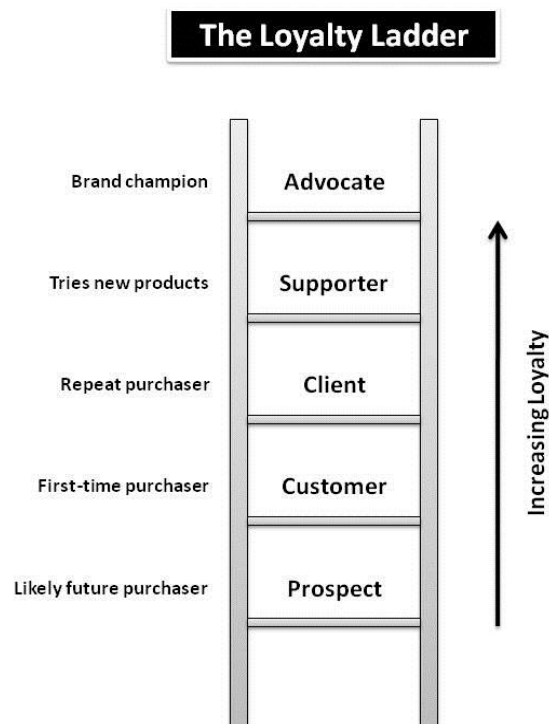 The Loyalty Ladder
Brand champion
Advocate
Tries new products
Supporter
Repeat purchaser
Client
First-time purchaser
Customer
Likely future purchaser
Prospect
Increasing Loyalty